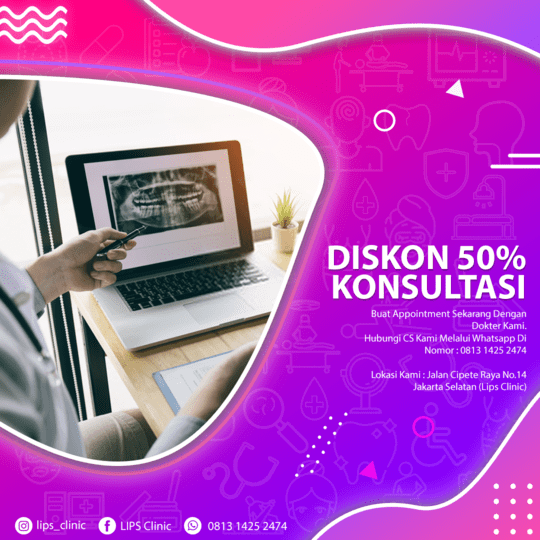 DISKON 50%
KONSULTASI
Buat Appointment Sekarang Dengan
Dokter Kami.
Hubungi CS Kami Melalui Whatsapp Di
Nomor : 0813 1425 2474
Lokasi Kami : Jalan Cipete Raya No.14
Jakarta Selatan (Lips Clinic)
lips_clinic
LIPS Clinic
0813 1425 2474